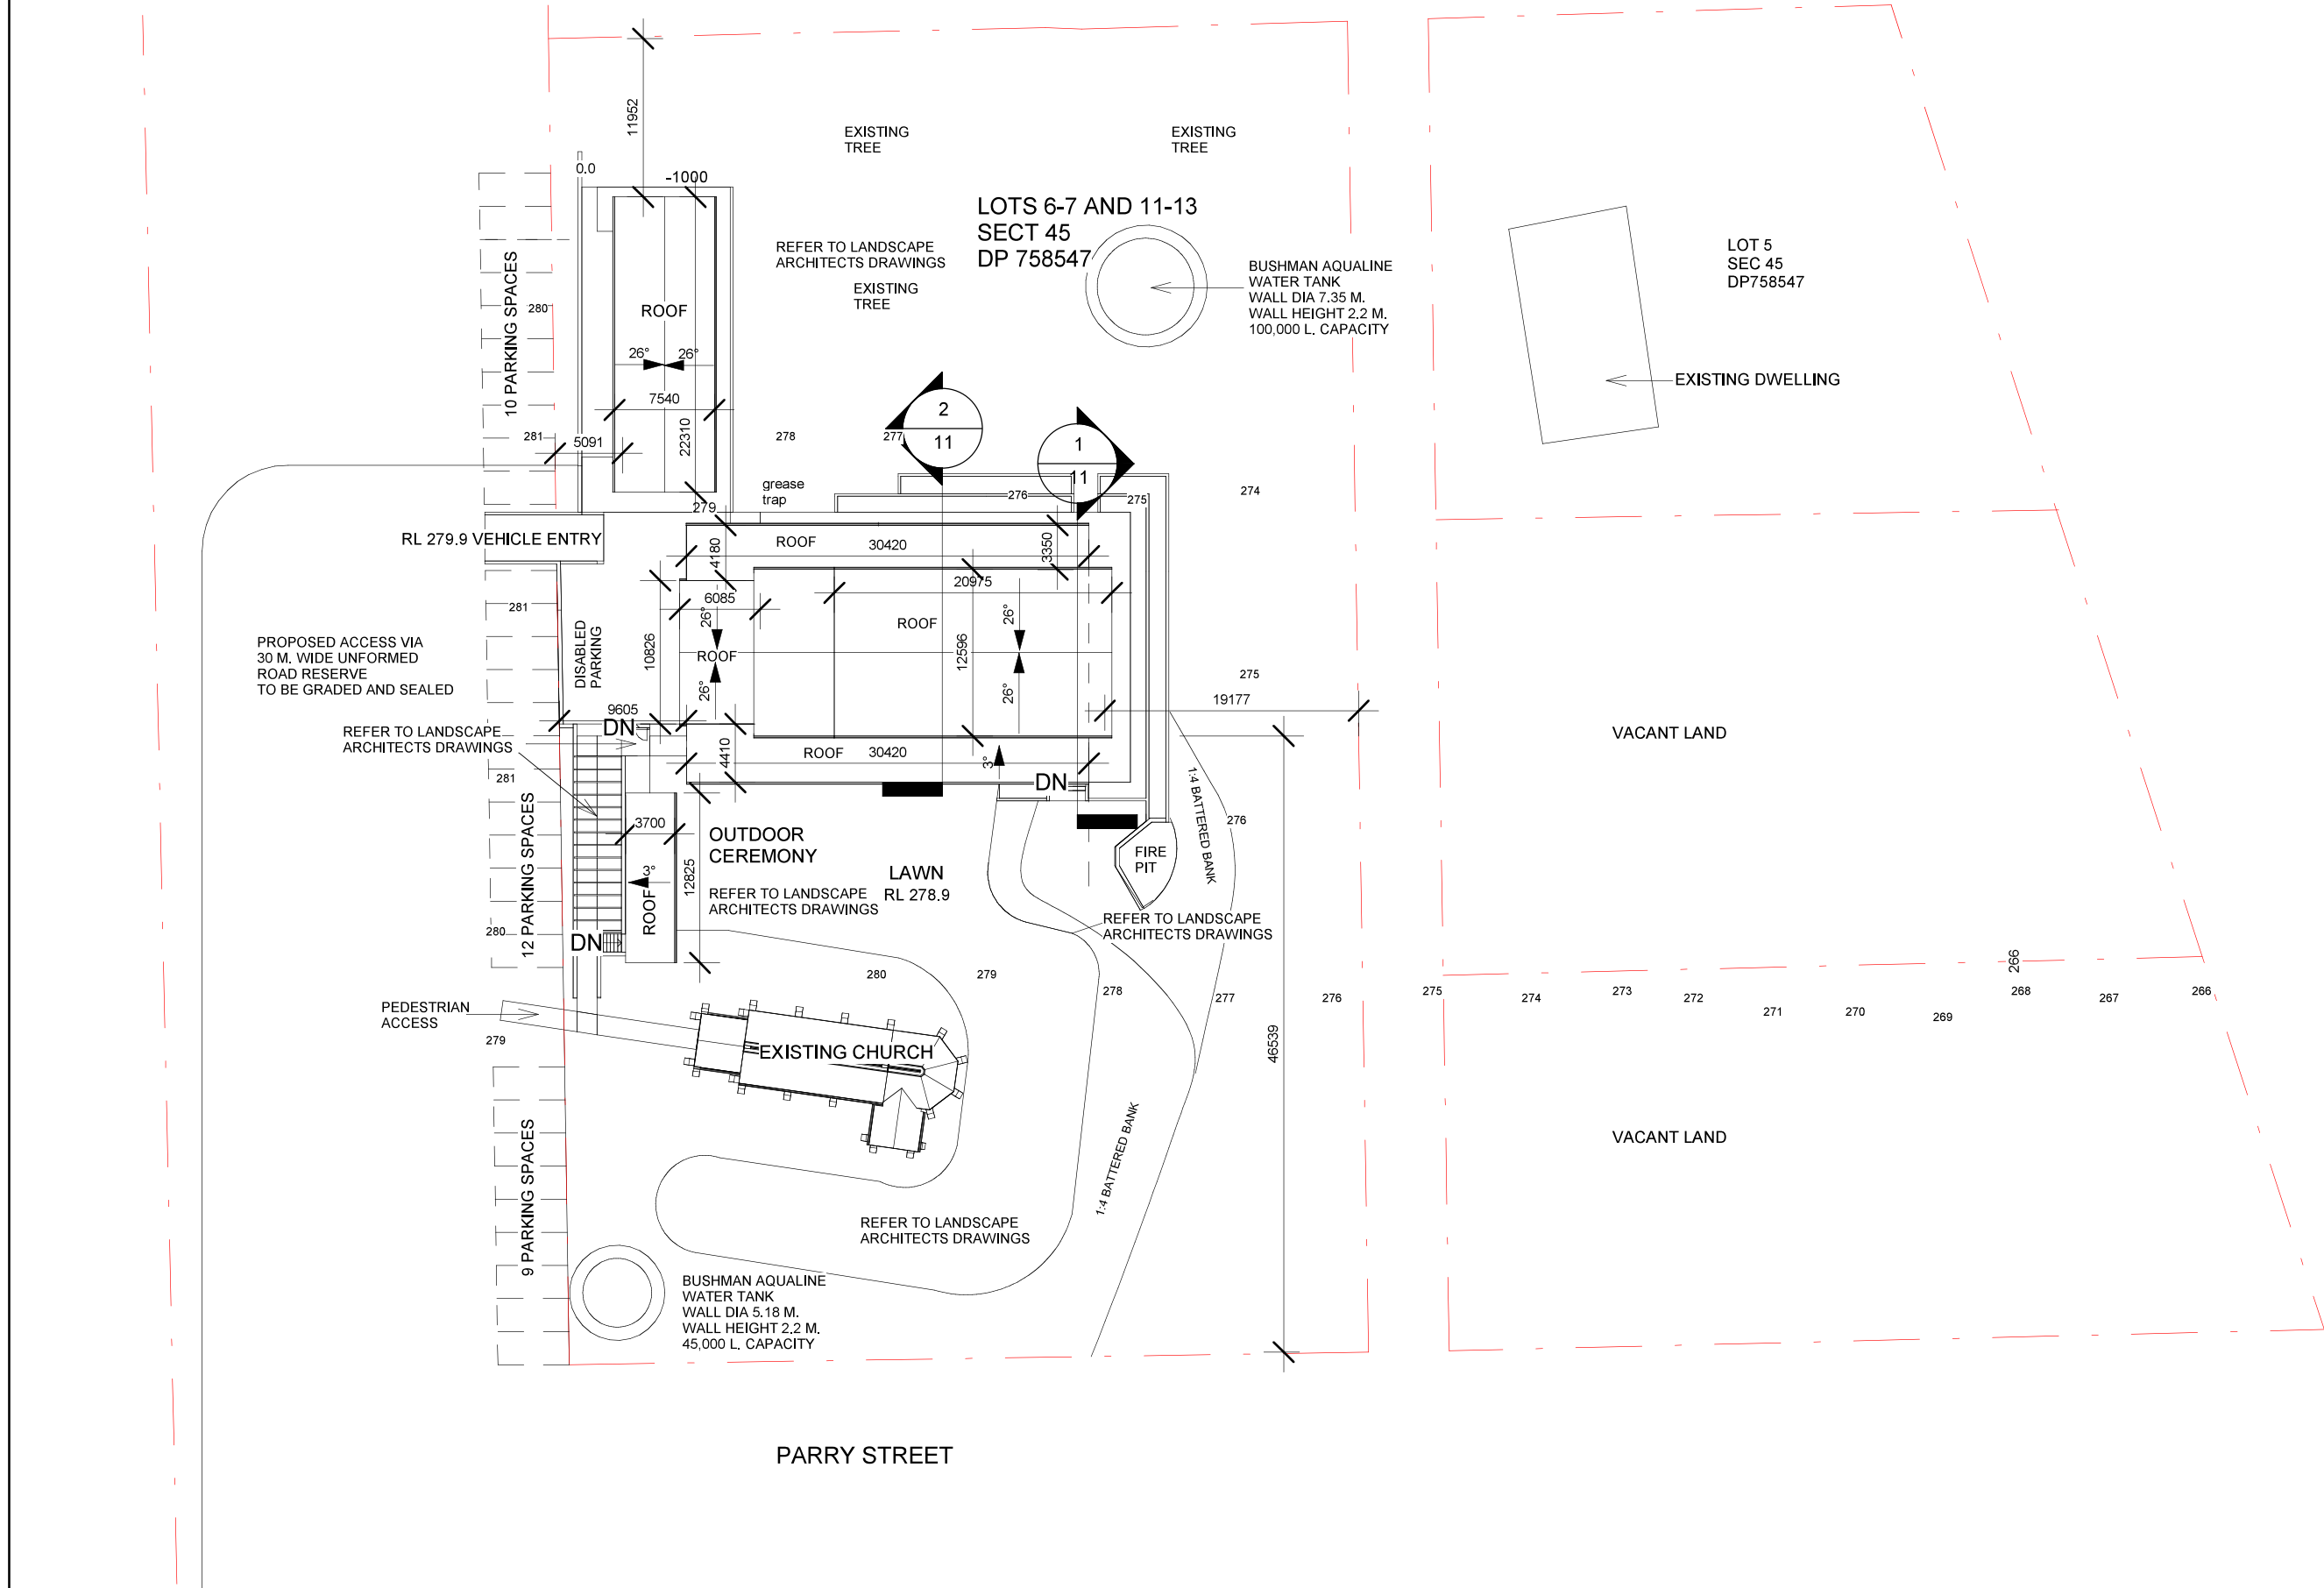 11952
EXISTING
TREE
EXISTING
TREE
0.0
-1000
LOTS 6-7 AND 11-13
SECT 45
DP 758547
REFER TO LANDSCAPE
ARCHITECTS DRAWINGS
EXISTING
TREE
BUSHMAN AQUALINE
WATER TANK
WALL DIA 7.35 M.
WALL HEIGHT 2.2 M.
100,000 L. CAPACITY
LOT 5
SEC 45
DP758547
EXISTING DWELLING
10 PARKING SPACES
280
ROOF
26°
26°
7540
22310
281
5091
278
277
2
11
1
11
grease
trap
279
276
275
274
RL 279.9 VEHICLE ENTRY
4180
ROOF
30420
3350
20975
6085
281
26°
ROOF
26°
DISABLED
PARKING
10826
ROOF
12596
26°
26°
PROPOSED ACCESS VIA
30 M. WIDE UNFORMED
ROAD RESERVE
TO BE GRADED AND SEALED
275
19177
9605
DN
REFER TO LANDSCAPE
ARCHITECTS DRAWINGS
4410
ROOF
30420
3°
DN
VACANT LAND
281
12 PARKING SPACES
3700
OUTDOOR
CEREMONY
12825
3°
ROOF
LAWN
RL 278.9
REFER TO LANDSCAPE
ARCHITECTS DRAWINGS
FIRE
PIT
1:4 BATTERED BANK
276
REFER TO LANDSCAPE
ARCHITECTS DRAWINGS
280
DN
280
279
278
277
276
275
274
273
272
271
270
269
268
266
267
266
PEDESTRIAN
ACCESS
279
EXISTING CHURCH
46539
1:4 BATTERED BANK
VACANT LAND
9 PARKING SPACES
REFER TO LANDSCAPE
ARCHITECTS DRAWINGS
BUSHMAN AQUALINE
WATER TANK
WALL DIA 5.18 M.
WALL HEIGHT 2.2 M.
45,000 L. CAPACITY
PARRY STREET